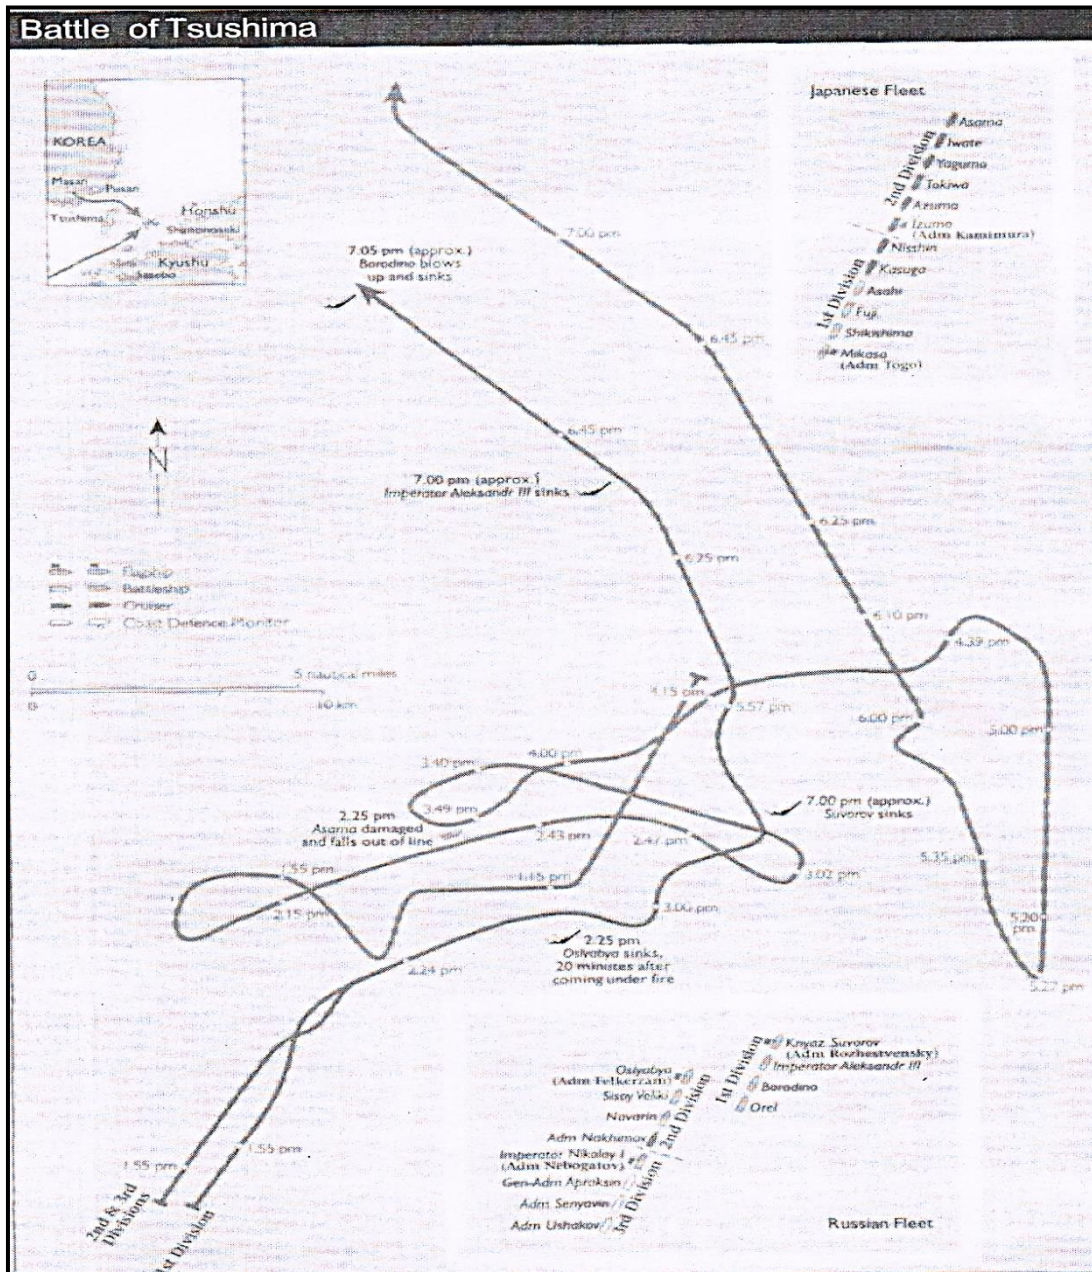 Battle of Tsushima
KOREA
Masan
Pusan
Tsushima
Honshu
Shimonoseki
Kyushu
Sasebo
Japanese Fleet
2nd Division
Asama
Iwate
Yagumo
Tokiwa
Azuma
Izumo
(Adm Kamimura)
1st Division
Nisshin
Kasuga
Asahi
Fuji
Shikishima
Mikasa
(Adm Togo)
7.00 pm
7.05 pm (approx.)
Borodino blows
up and sinks
6.45 pm
6.45 pm
7.00 pm (approx.)
Imperator Aleksandr III sinks
N
6.25 pm
6.25 pm
Flagship
Battleship
Cruiser
Coast Defence Monitor
6.10 pm
4.39 pm
0
5 nautical miles
0
10 km
4.15 pm
5.57 pm
6.00 pm
5.00 pm
4.00 pm
3.40 pm
3.49 pm
7.00 pm (approx.)
Suvorov sinks
2.25 pm
Asama damaged
and falls out of line
2.43 pm
2.47 pm
5.35 pm
1.55 pm
1.15 pm
3.02 pm
2.15 pm
3.00 pm
5.20
pm
2.25 pm
Oslyabya sinks,
20 minutes after
coming under fire
2.24 pm
5.27 pm
1st Division
Knyaz Suvorov
(Adm Rozhestvensky)
Imperator Aleksandr III
Borodino
Orel
2nd Division
Oslyabya
(Adm Felkerzam)
Sisoy Veliki
Navarin
Adm Nakhimov
3rd Division
Imperator Nikolay I
(Adm Nebogatov)
Gen-Adm Apraksin
Adm Senyavin
Adm Ushakov
1.55 pm
1.55 pm
2nd & 3rd
Divisions
1st Division
Russian Fleet